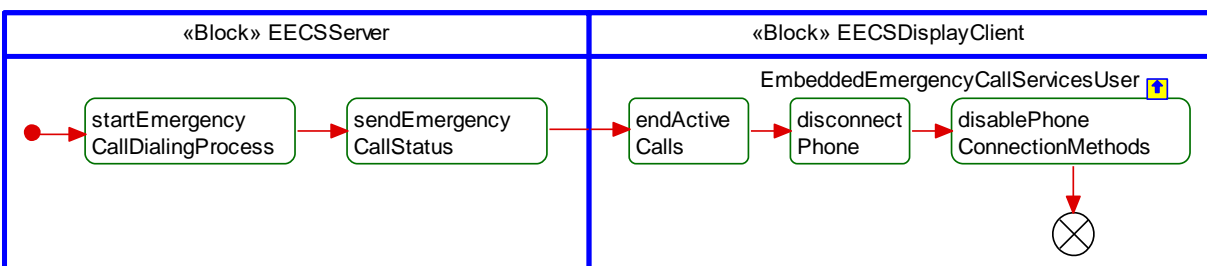 «Block» EECSServer
«Block» EECSDisplayClient
EmbeddedEmergencyCallServicesUser
startEmergency
CallDialingProcess
sendEmergency
CallStatus
endActive
Calls
disconnect
Phone
disablePhone
ConnectionMethods